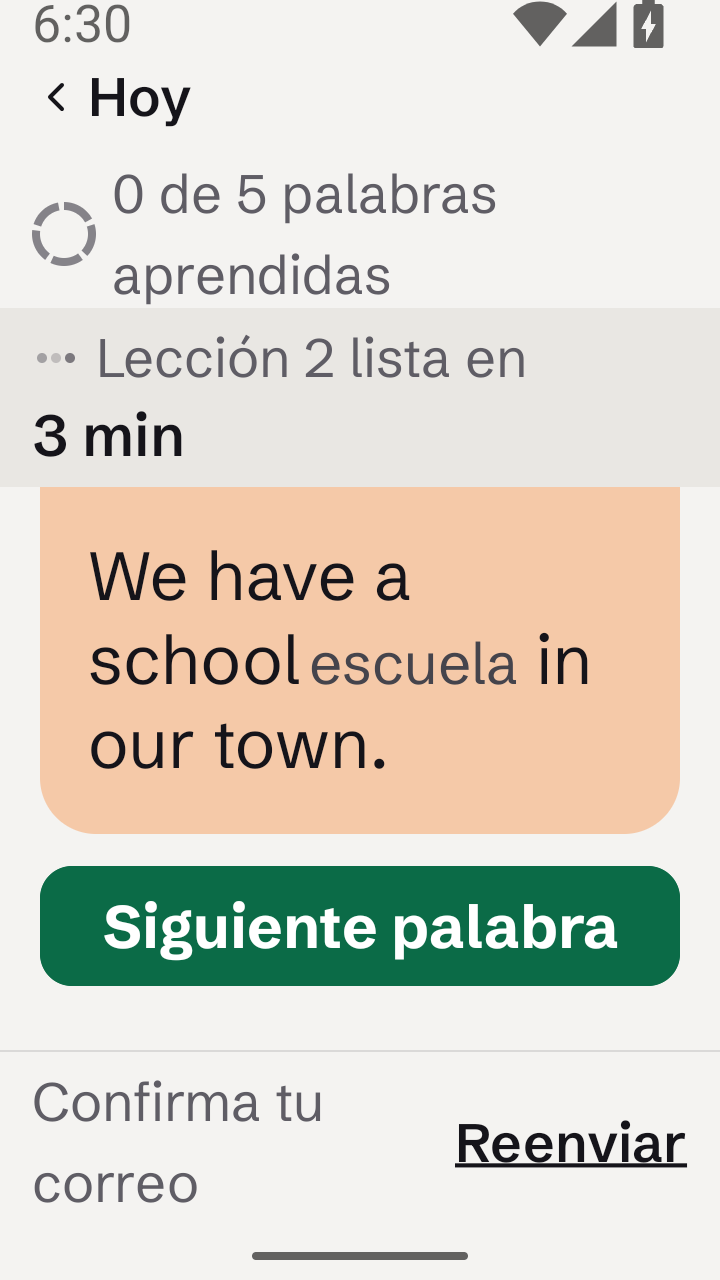 6:30
Hoy
0 de 5 palabras
aprendidas
Lección 2 lista en
3 min
We have a
school escuela in
our town.
Siguiente palabra
Confirma tu
correo
Reenviar